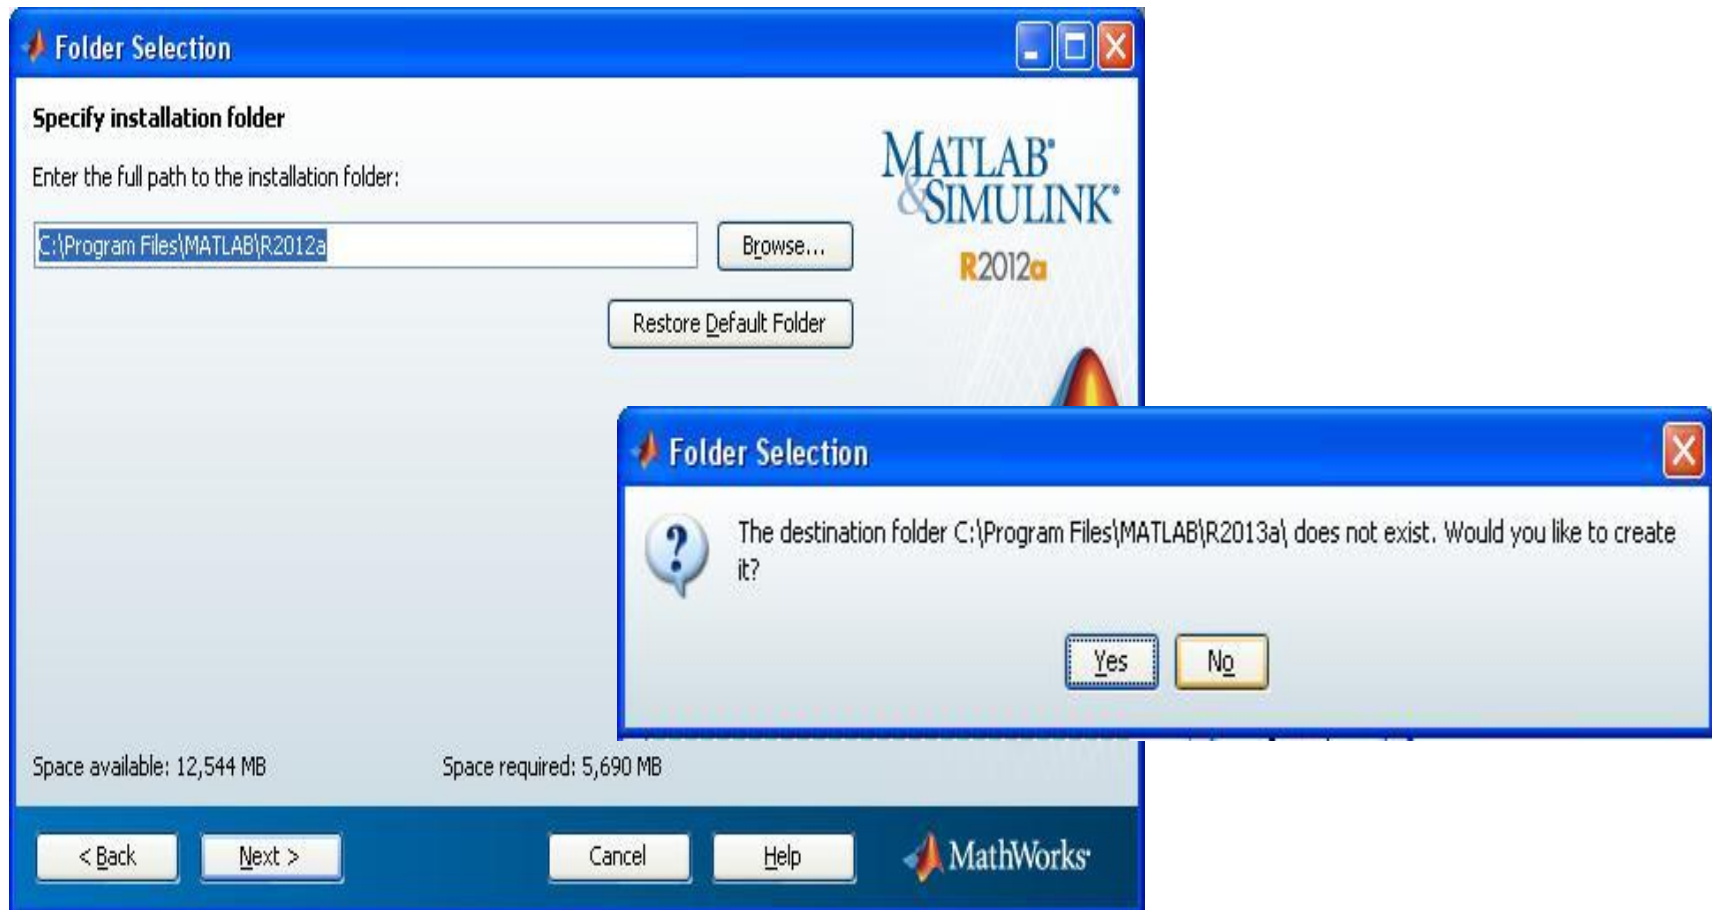 Folder Selection
Specify installation folder
Enter the full path to the installation folder:
C:\Program Files\MATLAB\R2012a
Browse...
Restore Default Folder
MATLAB®
&SIMULINK®
R2012a
Folder Selection
The destination folder C:\Program Files\MATLAB\R2013a\ does not exist. Would you like to create
it?
Yes
No
Space available: 12,544 MB
Space required: 5,690 MB
< Back
Next >
Cancel
Help
MathWorks®